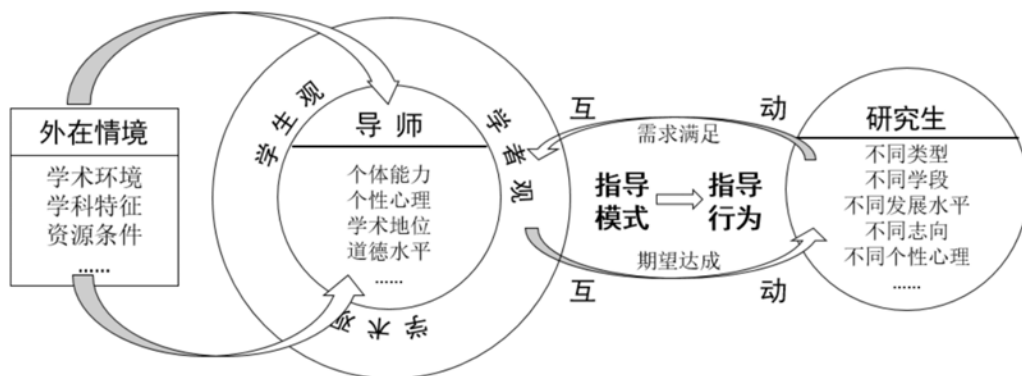 外在情境
学术环境
学科特征
资源条件
......
学生观
学者观
学术观
导 师
个体能力
个性心理
学术地位
道德水平
......
互 动
需求满足
指导
模式
指导
行为
期望达成
互 动
研究生
不同类型
不同学段
不同发展水平
不同志向
不同个性心理
......